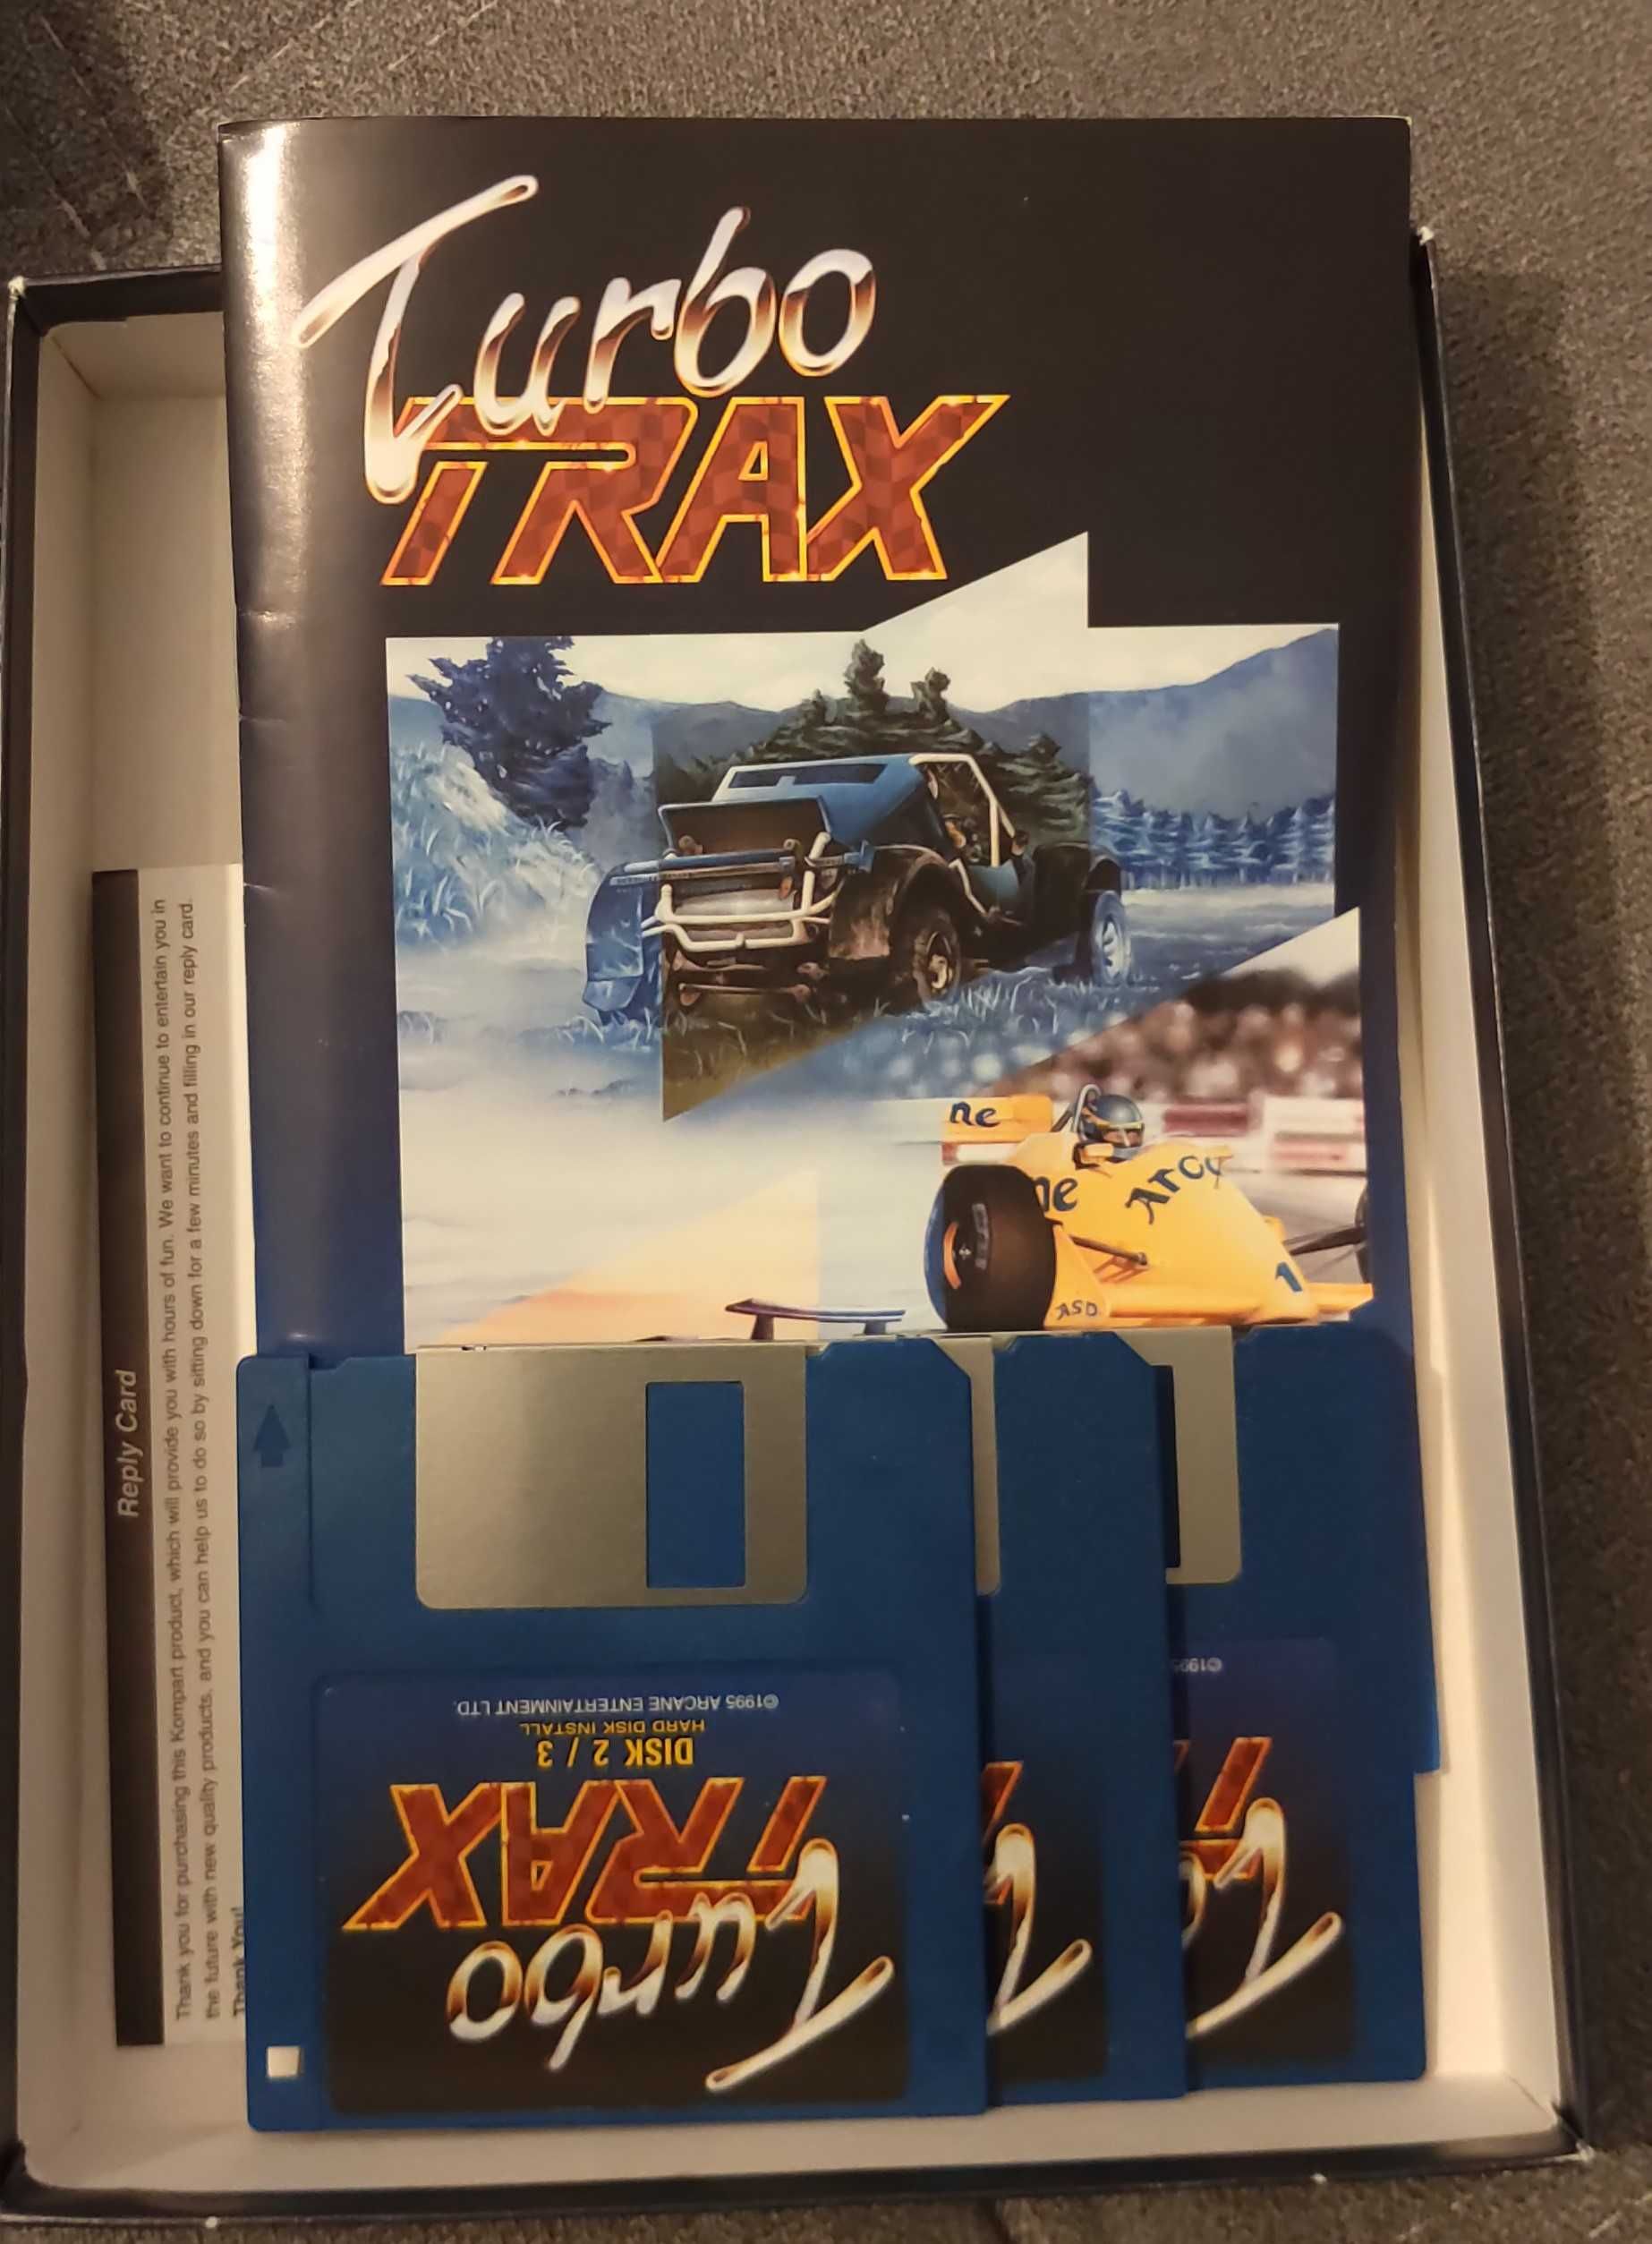 Turbo
TRAX
ne
ne
Arca
1
ASD
Reply Card
Thank you for purchasing this Kompart product, which will provide you with hours of fun. We want to continue to entertain you in
the future with new quality products, and you can help us to do so by sitting down for a few minutes and filling in our reply card.
Thank You!
©1995 ARCANE ENTERTAINMENT LTD.
HARD DISK INSTALL
DISK 2 / 3
TRAX
Turbo
T
T
©1995
T
Tu